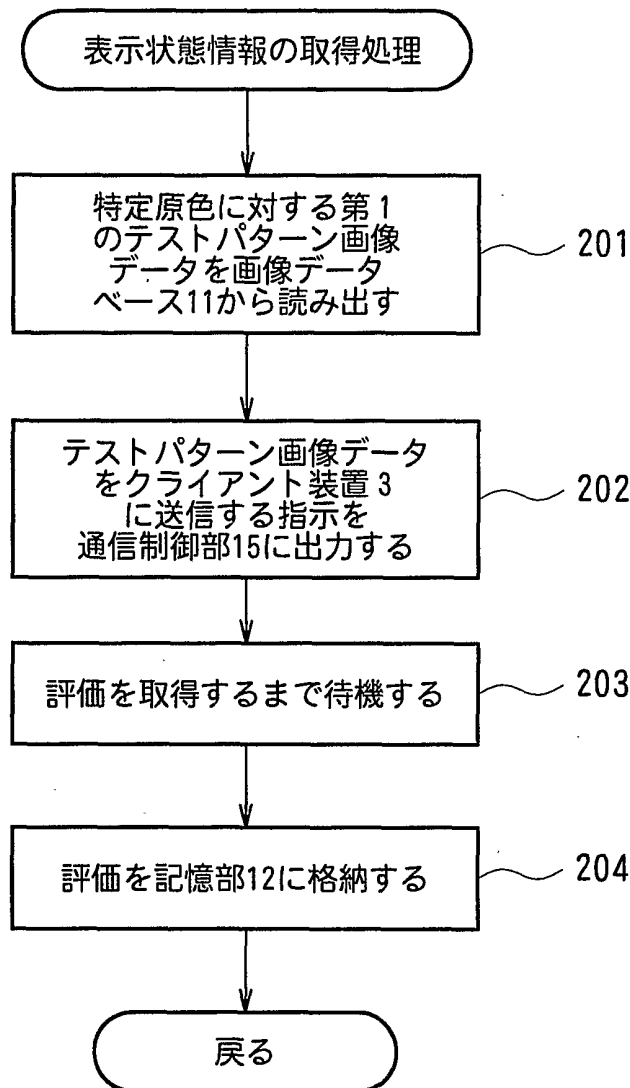 表示状態情報の取得処理
特定原色に対する第1
のテストパターン画像
データを画像データ
ベース11から読み出す
201
テストパターン画像データ
をクライアント装置3
に送信する指示を
通信制御部15に出力する
202
評価を取得するまで待機する
203
評価を記憶部12に格納する
204
戻る